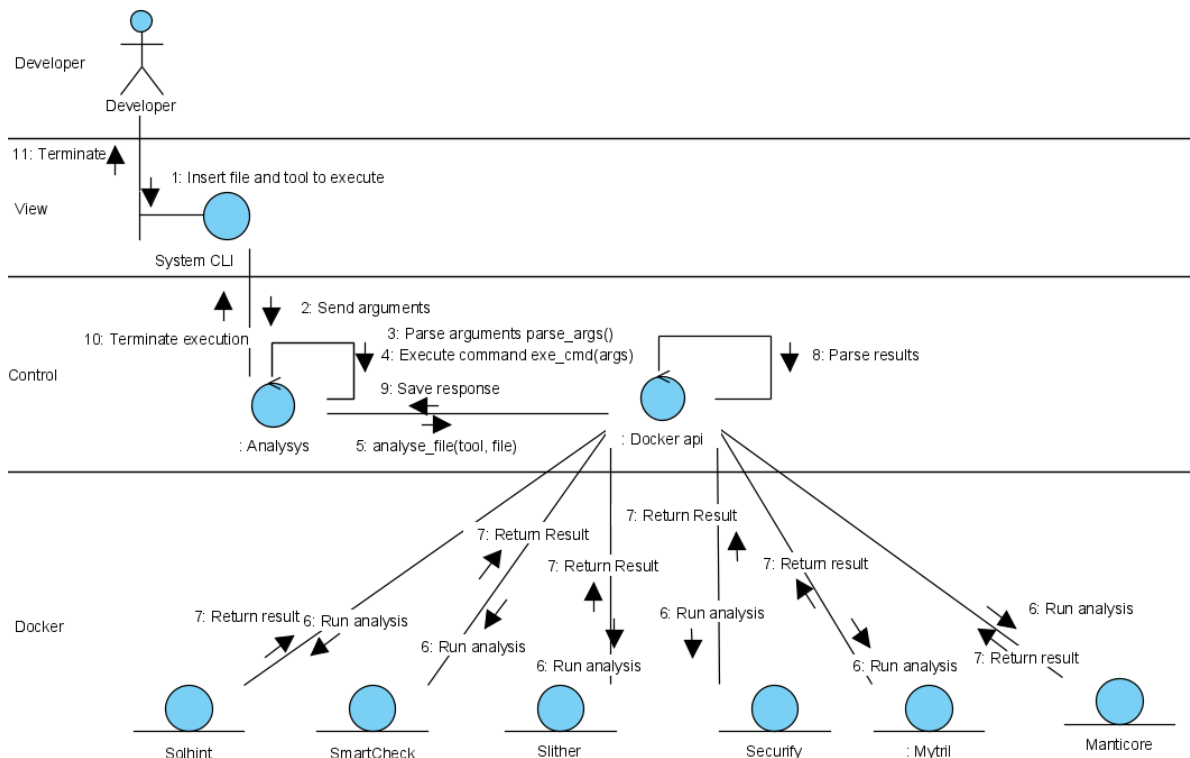 Developer
Developer
11: Terminate
1: Insert file and tool to execute
View
System CLI
2: Send arguments
10: Terminate execution
3: Parse arguments parse_args()
4: Execute command exe_cmd(args)
8: Parse results
Control
9: Save response
: Analysys
5: analyse_file(tool, file)
: Docker api
7: Return Result
7: Return Result
7: Return Result
7: Return result
7: Return result
6: Run analysis
6: Run analysis
6: Run analysis
Docker
6: Run analysis
7: Return result
6: Run analysis
6: Run analysis
Solhint
SmartCheck
Slither
Securify
: Mytril
Manticore